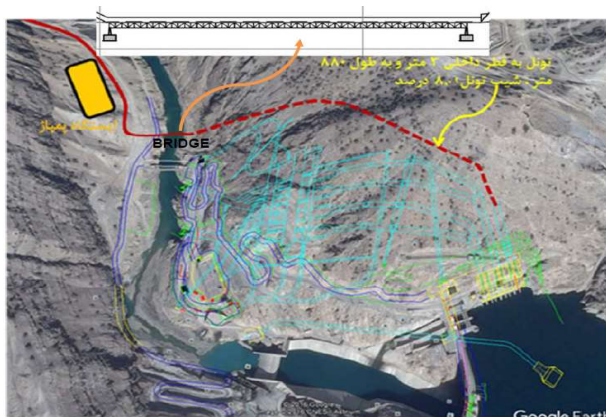 تونل به قطر داخلی ۲ متر و به طول ۸۸۰
متر، شیب تونل ۸,۰۱ درصد
ایستگاه پمپاژ
BRIDGE
Google Earth